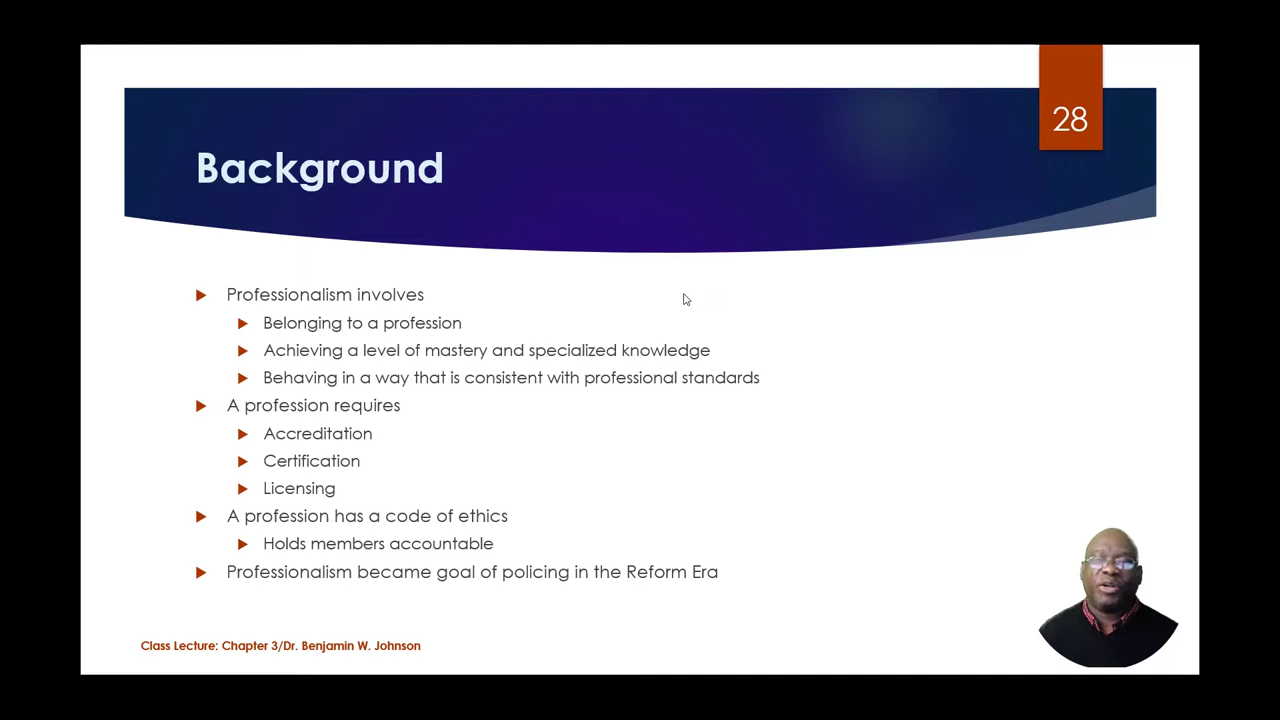 28
Background
Professionalism involves
Belonging to a profession
Achieving a level of mastery and specialized knowledge
Behaving in a way that is consistent with professional standards
A profession requires
Accreditation
Certification
Licensing
A profession has a code of ethics
Holds members accountable
Professionalism became goal of policing in the Reform Era
Class Lecture: Chapter 3/Dr. Benjamin W. Johnson